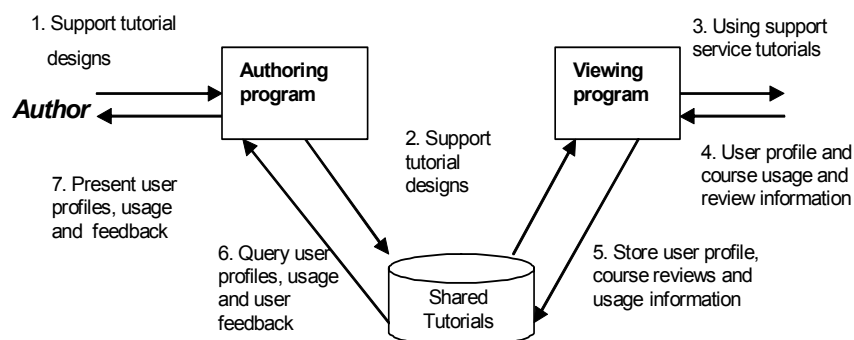 1. Support tutorial
designs
Author
Authoring
program
7. Present user
profiles, usage
and feedback
2. Support
tutorial
designs
6. Query user
profiles, usage
and user
feedback
Shared
Tutorials
Viewing
program
3. Using support
service tutorials
4. User profile and
course usage and
review information
5. Store user profile,
course reviews and
usage information